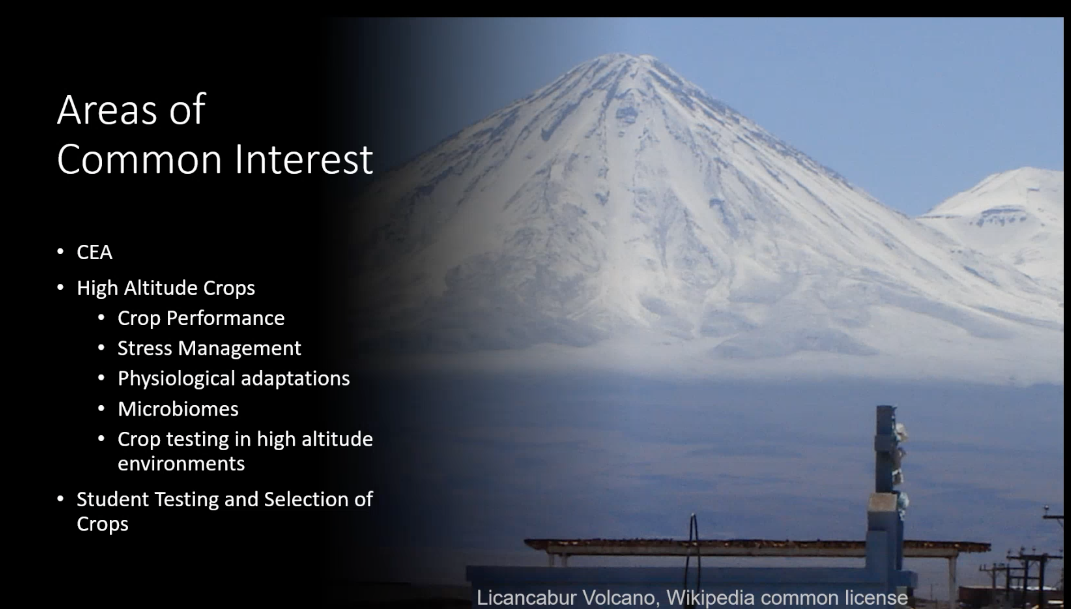 Areas of
Common Interest
• CEA
• High Altitude Crops
• Crop Performance
• Stress Management
• Physiological adaptations
• Microbiomes
• Crop testing in high altitude
environments
• Student Testing and Selection of
Crops
Licancabur Volcano, Wikipedia common license